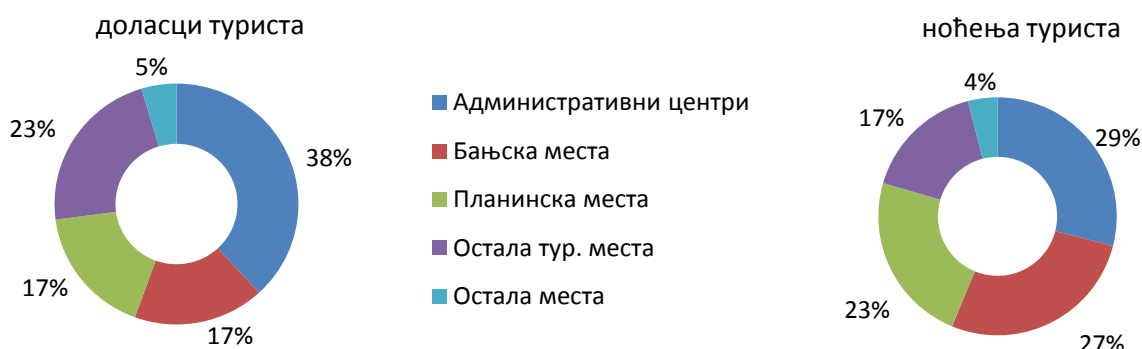 доласци туриста
5%
23%
38%
17%
17%
Административни центри
Бањска места
Планинска места
Остала тур. места
Остала места
ноћења туриста
4%
17%
29%
23%
27%